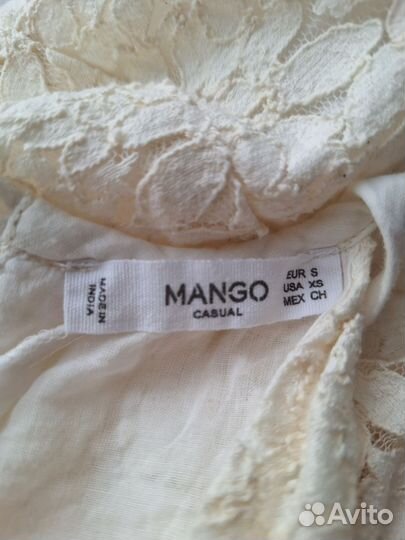 MADE IN
INDIA
MANGO
CASUAL
EUR S
USA XS
MEX CH
Avito